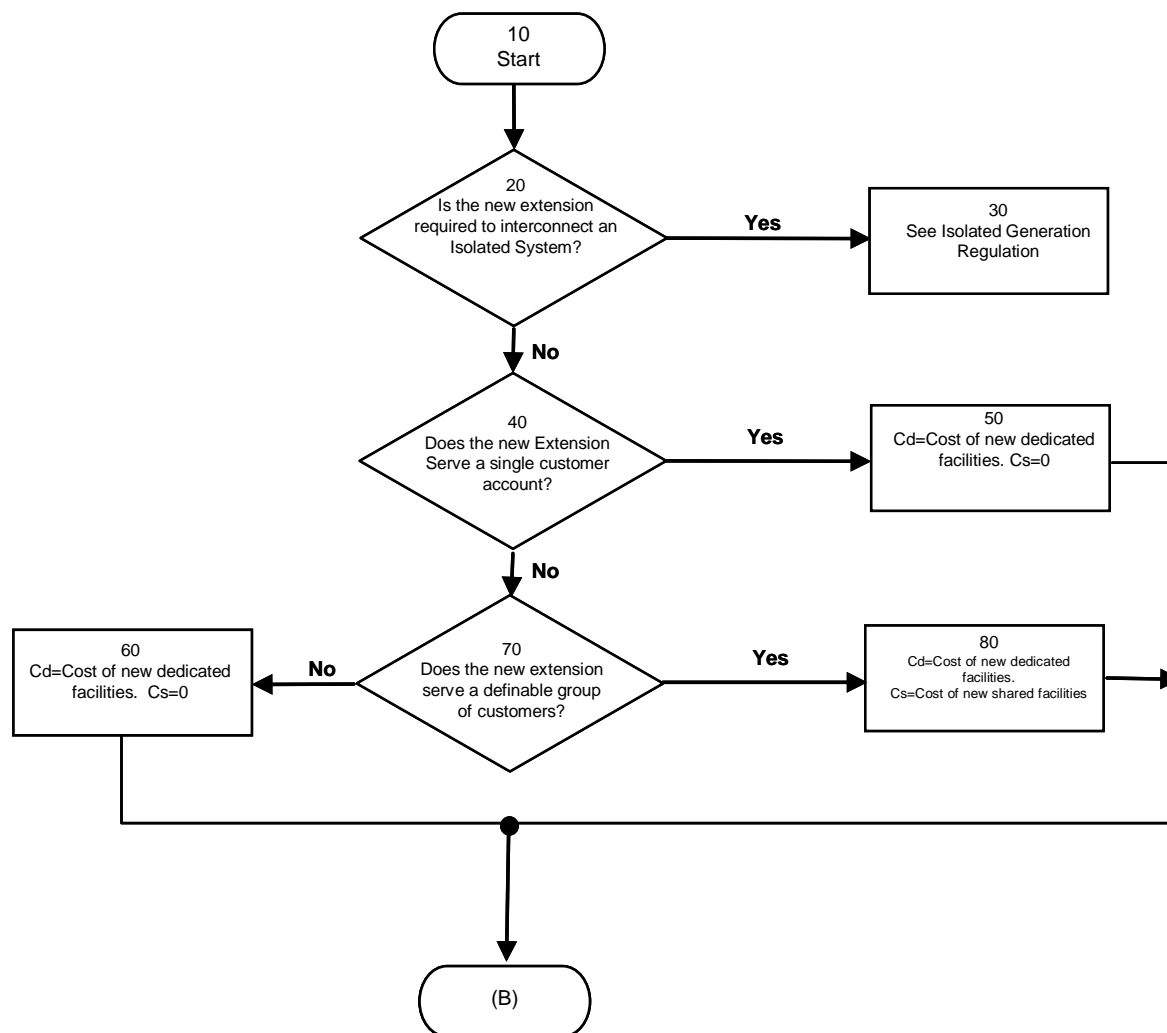 10
Start
20
Is the new extension
required to interconnect an
Isolated System?
Yes
30
See Isolated Generation
Regulation
No
40
Does the new Extension
Serve a single customer
account?
Yes
50
Cd=Cost of new dedicated
facilities. Cs=0
No
60
Cd=Cost of new dedicated
facilities.  Cs=0
No
70
Does the new extension
serve a definable group
of customers?
Yes
80
Cd=Cost of new dedicated
facilities.
Cs=Cost of new shared facilities
(B)